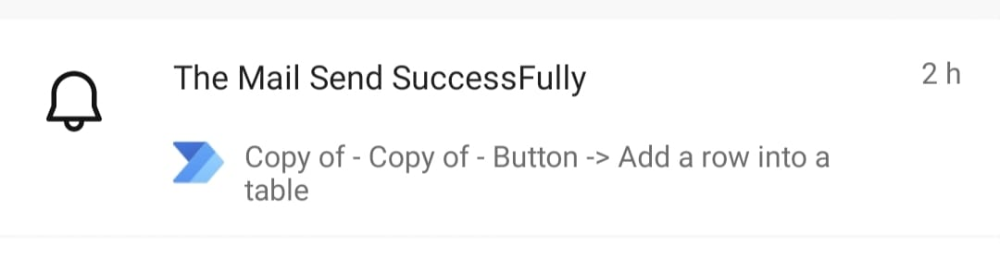 The Mail Send SuccessFully
2 h
Copy of - Copy of - Button -> Add a row into a
table